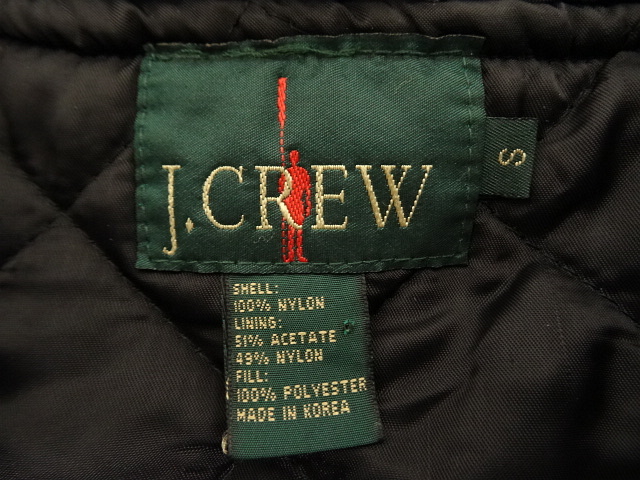 J.CREW
S
SHELL:
100% NYLON
LINING:
51% ACETATE
49% NYLON
FILL:
100% POLYESTER
MADE IN KOREA